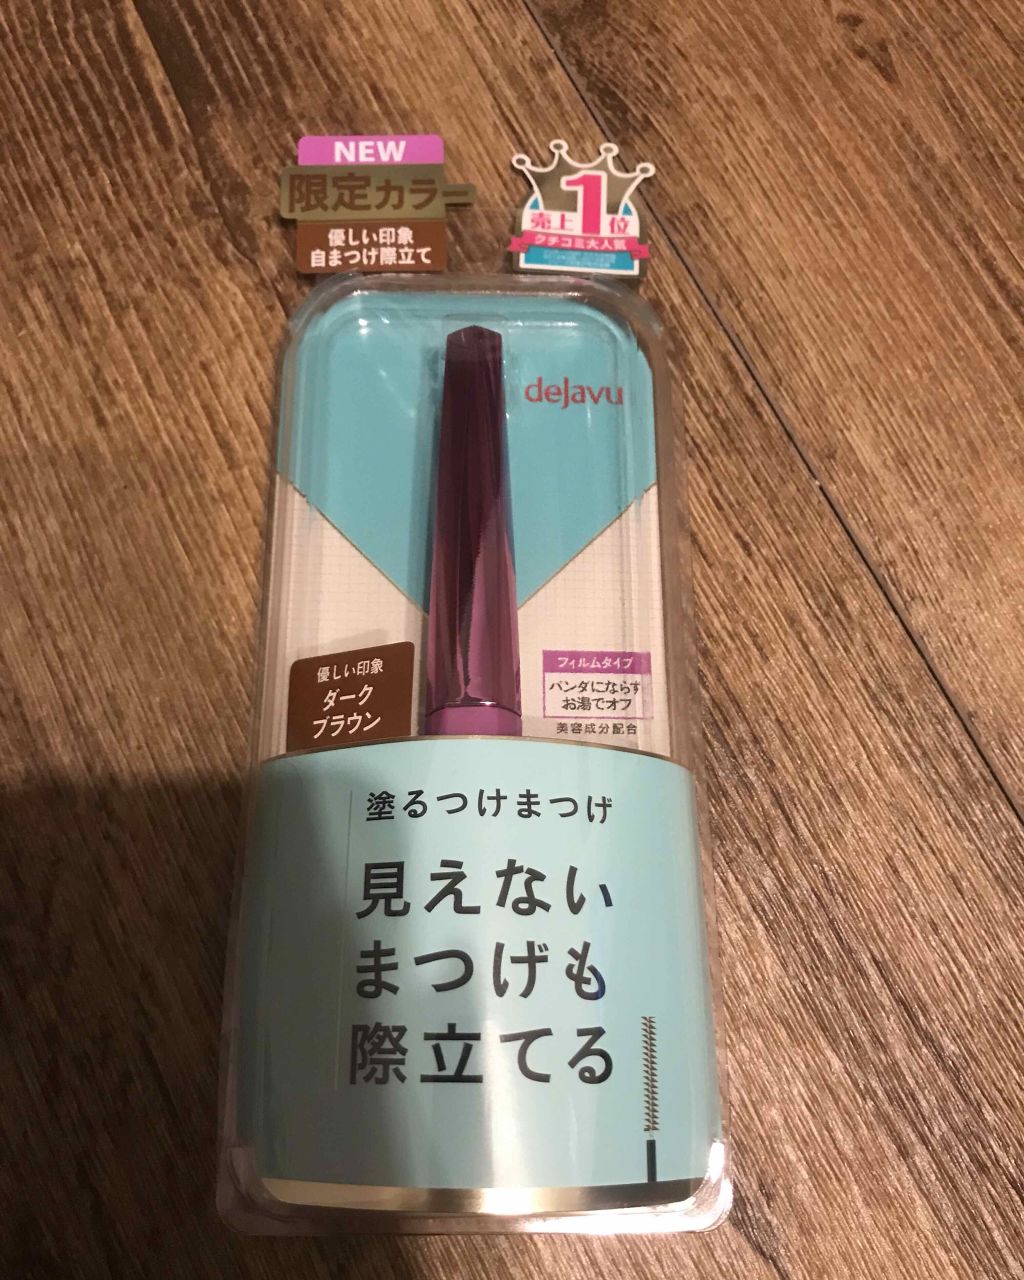 NEW
限定カラー
優しい印象
自まつげ際立て
売上1位
クチコミ大人気
dejavu
優しい印象
ダーク
ブラウン
フィルムタイプ
パンダにならず
お湯でオフ
美容成分配合
塗るつけまつげ
見えない
まつげも
際立てる